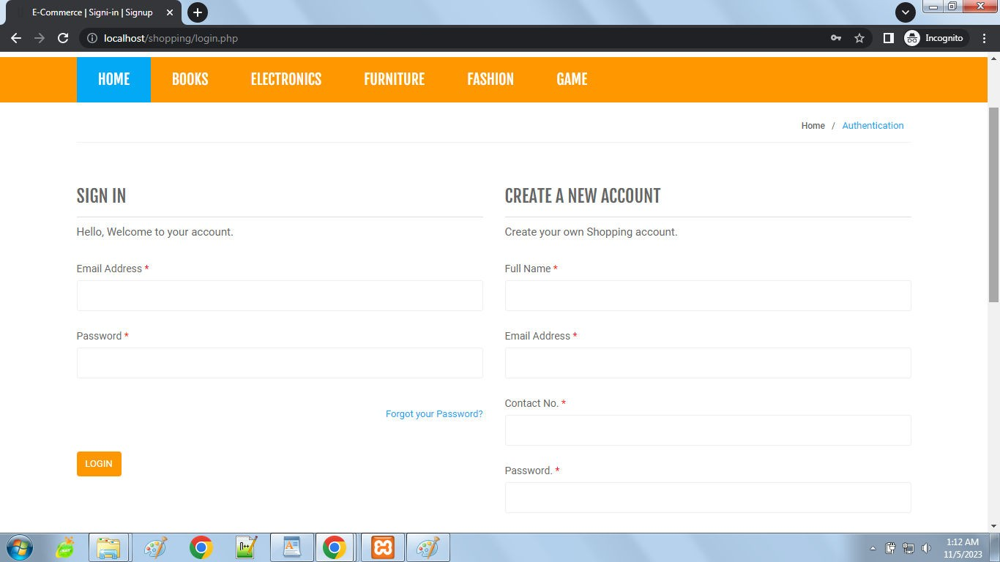 E-Commerce | Signi-in | Signup
localhost/shopping/login.php
Incognito
HOME BOOKS ELECTRONICS FURNITURE FASHION GAME
Home / Authentication
SIGN IN
Hello, Welcome to your account.
Email Address *
Password *
Forgot your Password?
LOGIN
CREATE A NEW ACCOUNT
Create your own Shopping account.
Full Name *
Email Address *
Contact No. *
Password. *
1:12 AM
11/5/2023